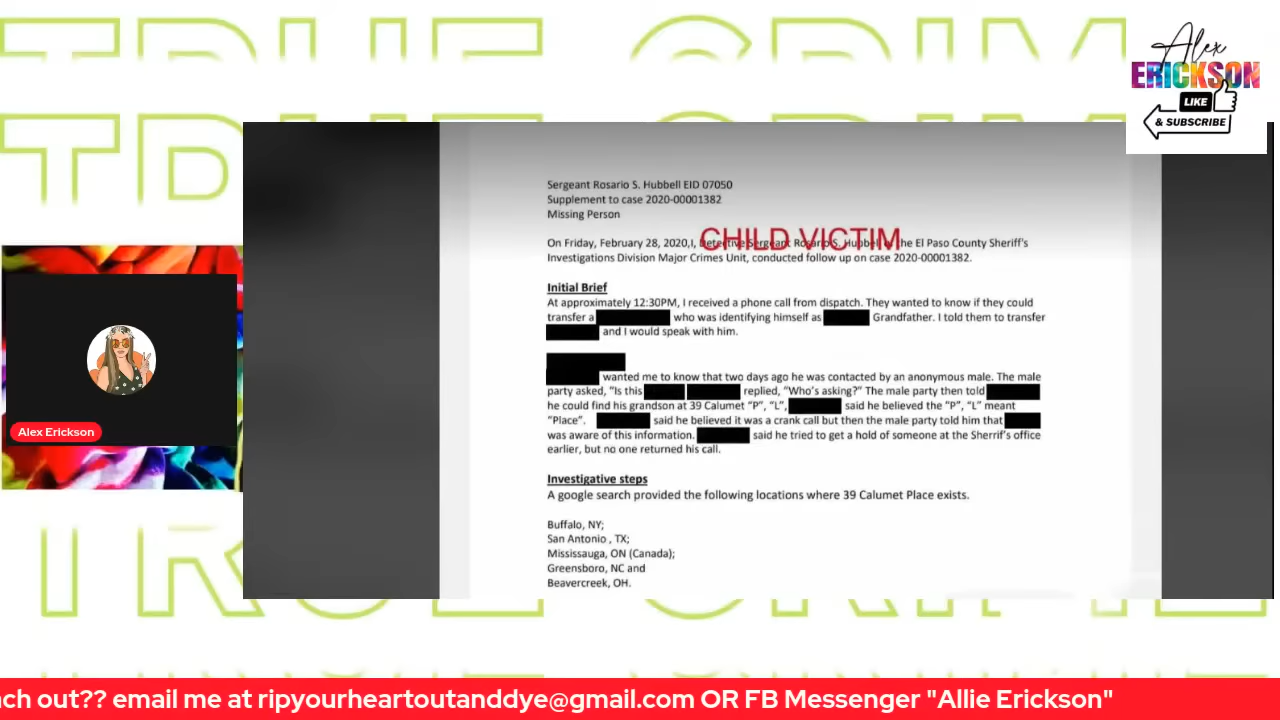 TRUE CRIME
Alex
ERICKSON
LIKE
& SUBSCRIBE
Sergeant Rosario S. Hubbell EID 07050
Supplement to case 2020-00001382
Missing Person
CHILD VICTIM
On Friday, February 28, 2020,I, Detective Sergeant Rosario S. Hubbell of the El Paso County Sheriff's
Investigations Division Major Crimes Unit, conducted follow up on case 2020-00001382.
Initial Brief
At approximately 12:30PM, I received a phone call from dispatch. They wanted to know if they could
transfer a who was identifying himself as Grandfather. I told them to transfer
and I would speak with him.
wanted me to know that two days ago he was contacted by an anonymous male. The male
party asked, "Is this replied, "Who's asking?" The male party then told
he could find his grandson at 39 Calumet "P", "L", said he believed the "P", "L" meant
"Place". said he believed it was a crank call but then the male party told him that
was aware of this information. said he tried to get a hold of someone at the Sherrif's office
earlier, but no one returned his call.
Investigative steps
A google search provided the following locations where 39 Calumet Place exists.
Buffalo, NY;
San Antonio , TX;
Mississauga, ON (Canada);
Greensboro, NC and
Beavercreek, OH.
Alex Erickson
TRUE CRIME
ach out?? email me at ripyourheartoutanddye@gmail.com OR FB Messenger "Allie Erickson"